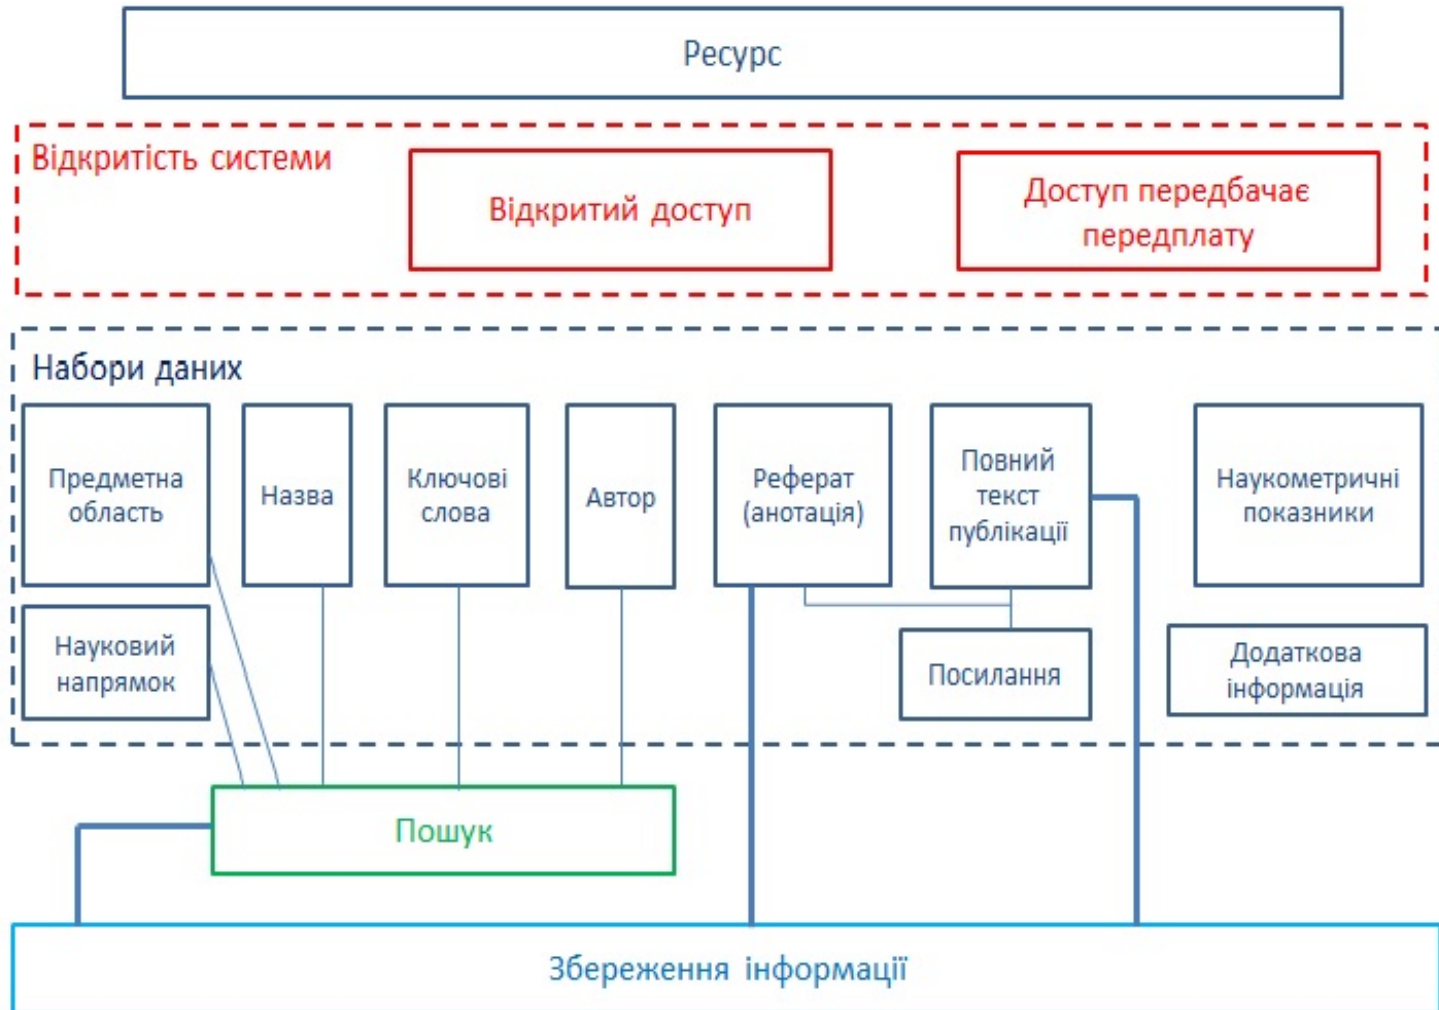 Ресурс
Відкритість системи
Відкритий доступ
Доступ передбачає
передплату
Набори даних
Предметна
область
Назва
Ключові
слова
Автор
Реферат
(анотація)
Повний
текст
публікації
Наукометричні
показники
Науковий
напрямок
Посилання
Додаткова
інформація
Пошук
Збереження інформації